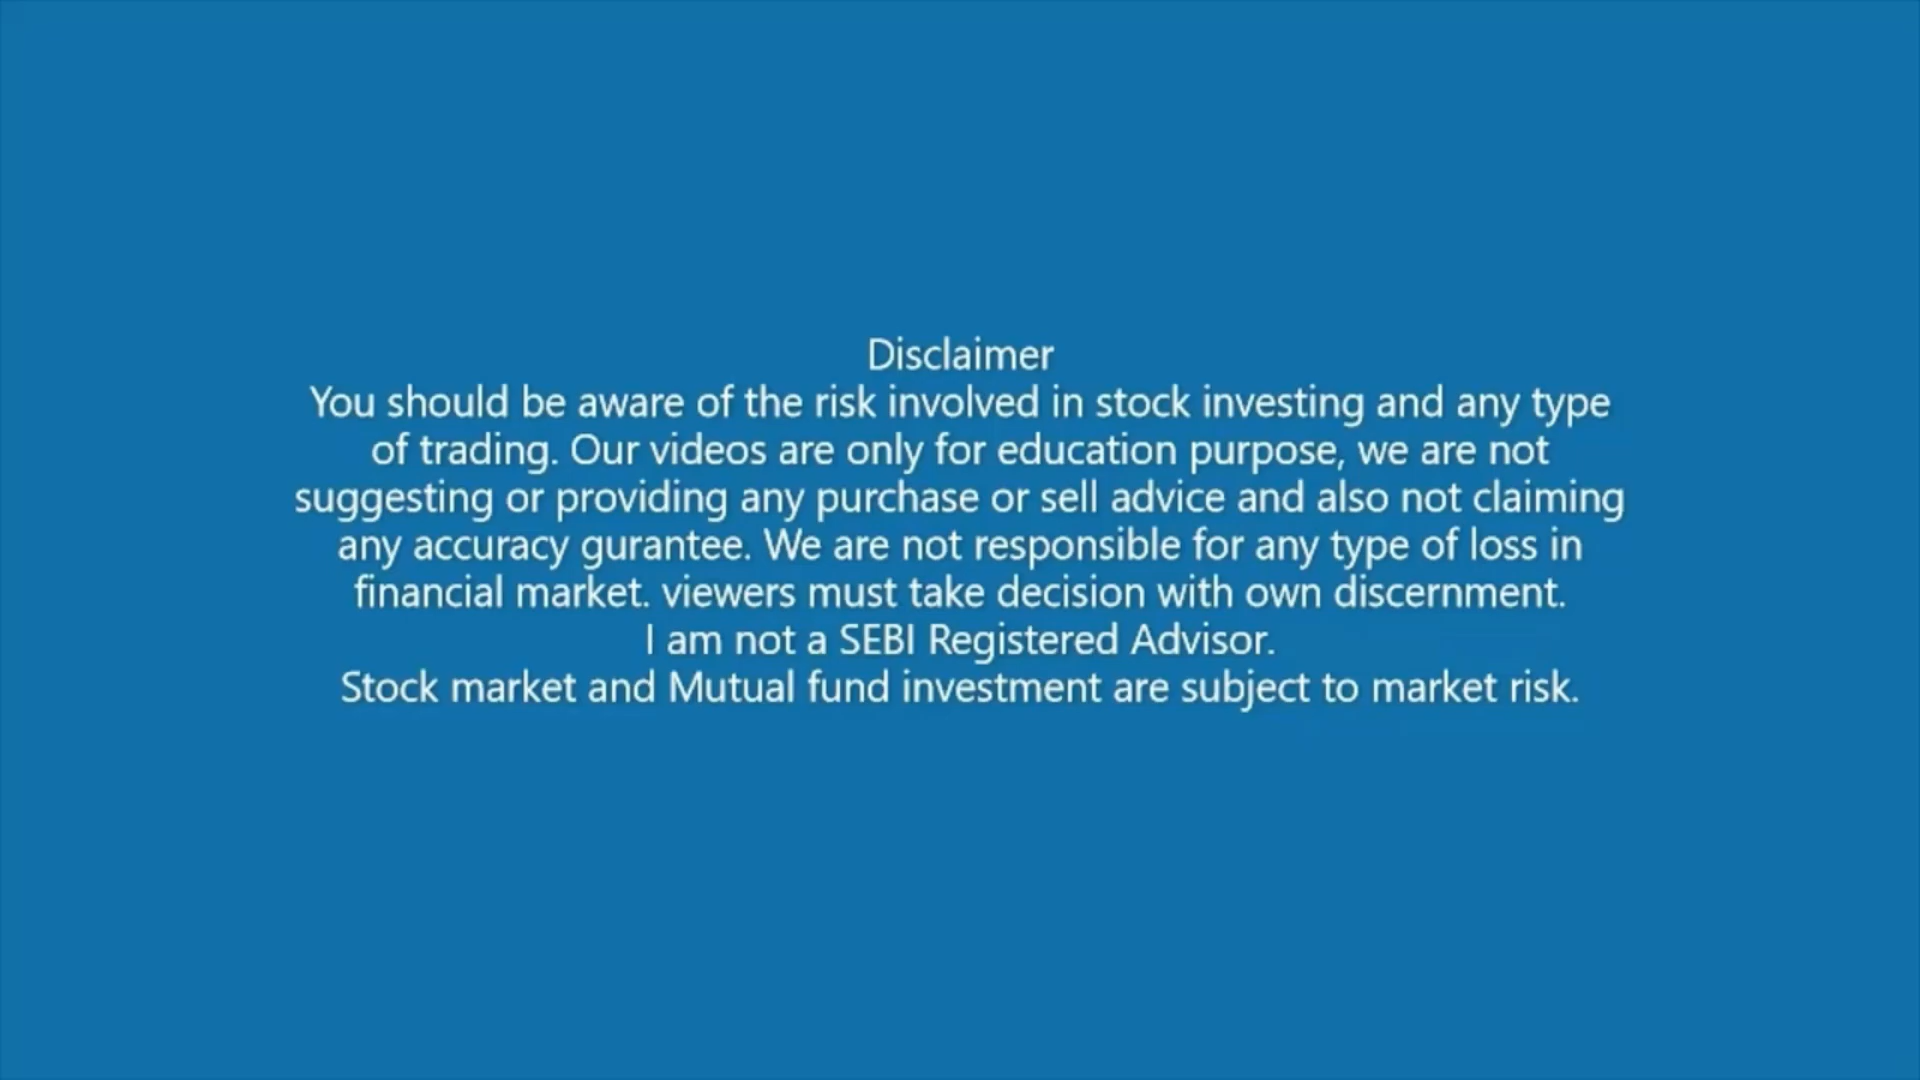 Disclaimer
You should be aware of the risk involved in stock investing and any type
of trading. Our videos are only for education purpose, we are not
suggesting or providing any purchase or sell advice and also not claiming
any accuracy gurantee. We are not responsible for any type of loss in
financial market. viewers must take decision with own discernment.
I am not a SEBI Registered Advisor.
Stock market and Mutual fund investment are subject to market risk.